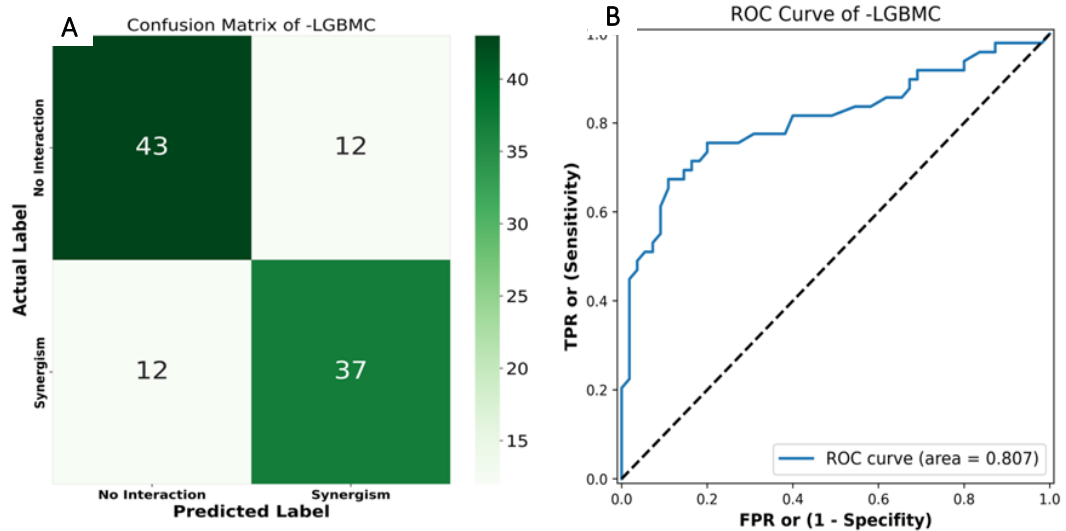 A
Confusion Matrix of -LGBMC
Actual Label
No Interaction
Synergism
43
12
12
37
40
35
30
25
20
15
No Interaction
Synergism
Predicted Label
B
ROC Curve of -LGBMC
TPR or (Sensitivity)
1.0
0.8
0.6
0.4
0.2
0.0
ROC curve (area = 0.807)
0.0
0.2
0.4
0.6
0.8
1.0
FPR or (1 - Specifity)